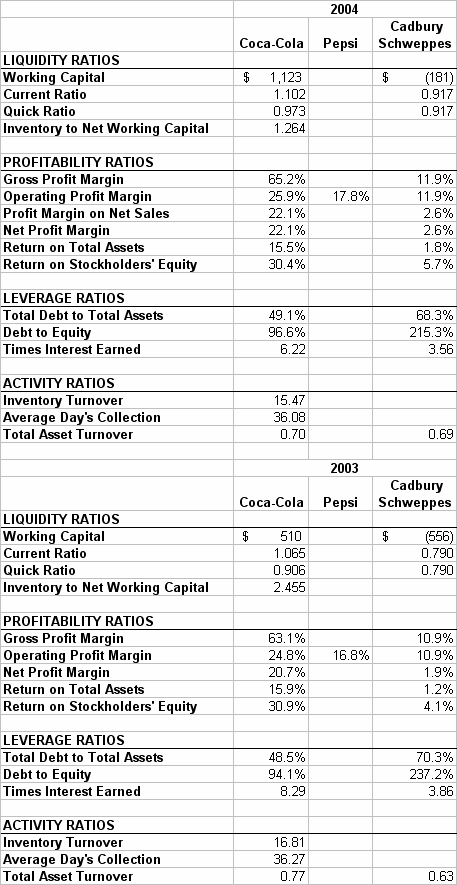 2004
Cadbury
Coca-Cola Pepsi Schweppes
LIQUIDITY RATIOS
Working Capital $ 1,123 $ (181)
Current Ratio 1.102 0.917
Quick Ratio 0.973 0.917
Inventory to Net Working Capital 1.264
PROFITABILITY RATIOS
Gross Profit Margin 65.2% 11.9%
Operating Profit Margin 25.9% 17.8% 11.9%
Profit Margin on Net Sales 22.1% 2.6%
Net Profit Margin 22.1% 2.6%
Return on Total Assets 15.5% 1.8%
Return on Stockholders' Equity 30.4% 5.7%
LEVERAGE RATIOS
Total Debt to Total Assets 49.1% 68.3%
Debt to Equity 96.6% 215.3%
Times Interest Earned 6.22 3.56
ACTIVITY RATIOS
Inventory Turnover 15.47
Average Day's Collection 36.08
Total Asset Turnover 0.70 0.69
2003
Cadbury
Coca-Cola Pepsi Schweppes
LIQUIDITY RATIOS
Working Capital $ 510 $ (556)
Current Ratio 1.065 0.790
Quick Ratio 0.906 0.790
Inventory to Net Working Capital 2.455
PROFITABILITY RATIOS
Gross Profit Margin 63.1% 10.9%
Operating Profit Margin 24.8% 16.8% 10.9%
Net Profit Margin 20.7% 1.9%
Return on Total Assets 15.9% 1.2%
Return on Stockholders' Equity 30.9% 4.1%
LEVERAGE RATIOS
Total Debt to Total Assets 48.5% 70.3%
Debt to Equity 94.1% 237.2%
Times Interest Earned 8.29 3.86
ACTIVITY RATIOS
Inventory Turnover 16.81
Average Day's Collection 36.27
Total Asset Turnover 0.77 0.63